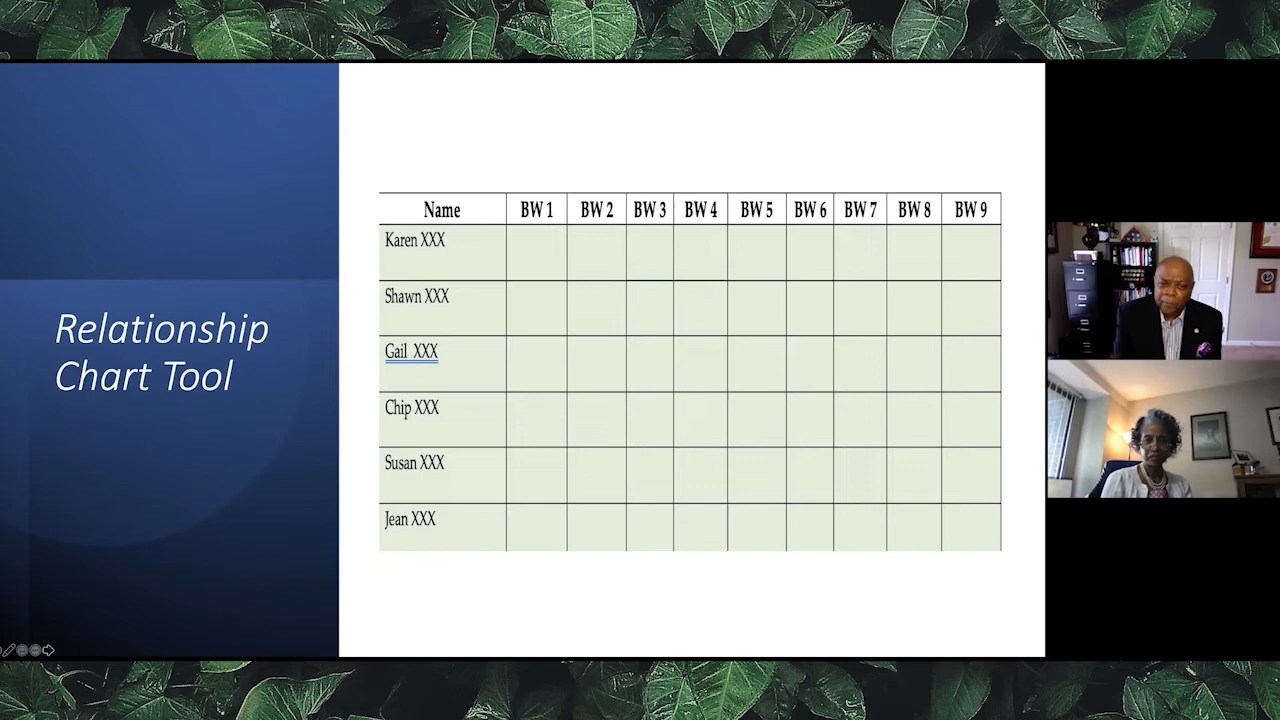 Relationship
Chart Tool
Name BW 1 BW 2 BW 3 BW 4 BW 5 BW 6 BW 7 BW 8 BW 9
Karen XXX
Shawn XXX
Gail XXX
Chip XXX
Susan XXX
Jean XXX